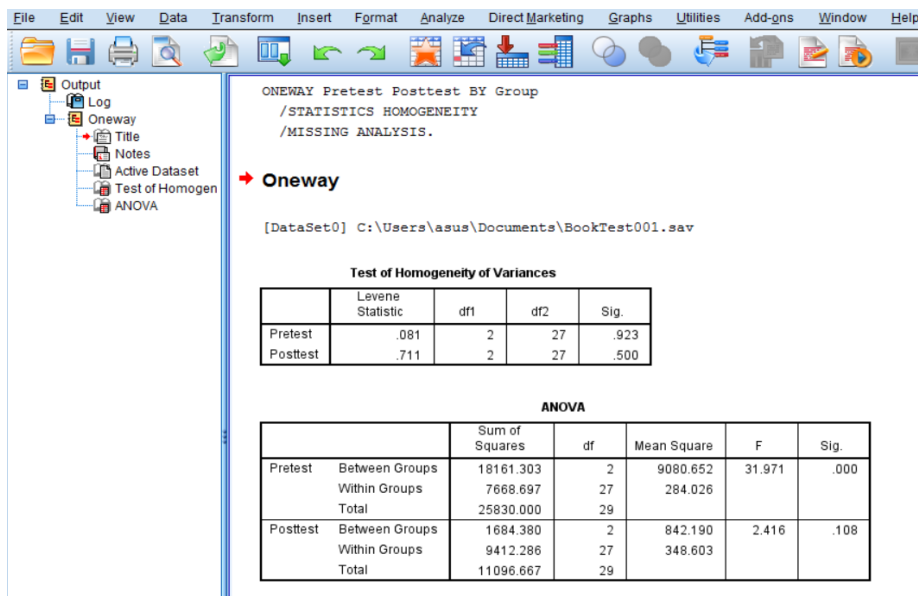 File Edit View Data Transform Insert Format Analyze Direct Marketing Graphs Utilities Add-ons Window Help
Output
Log
Oneway
Title
Notes
Active Dataset
Test of Homogen
ANOVA
ONEWAY Pretest Posttest BY Group
/STATISTICS HOMOGENEITY
/MISSING ANALYSIS.
Oneway
[DataSet0] C:\Users\asus\Documents\BookTest001.sav
Test of Homogeneity of Variances
Levene Statistic df1 df2 Sig.
Pretest .081 2 27 .923
Posttest .711 2 27 .500
ANOVA
Sum of Squares df Mean Square F Sig.
Pretest Between Groups 18161.303 2 9080.652 31.971 .000
Within Groups 7668.697 27 284.026
Total 25830.000 29
Posttest Between Groups 1684.380 2 842.190 2.416 .108
Within Groups 9412.286 27 348.603
Total 11096.667 29